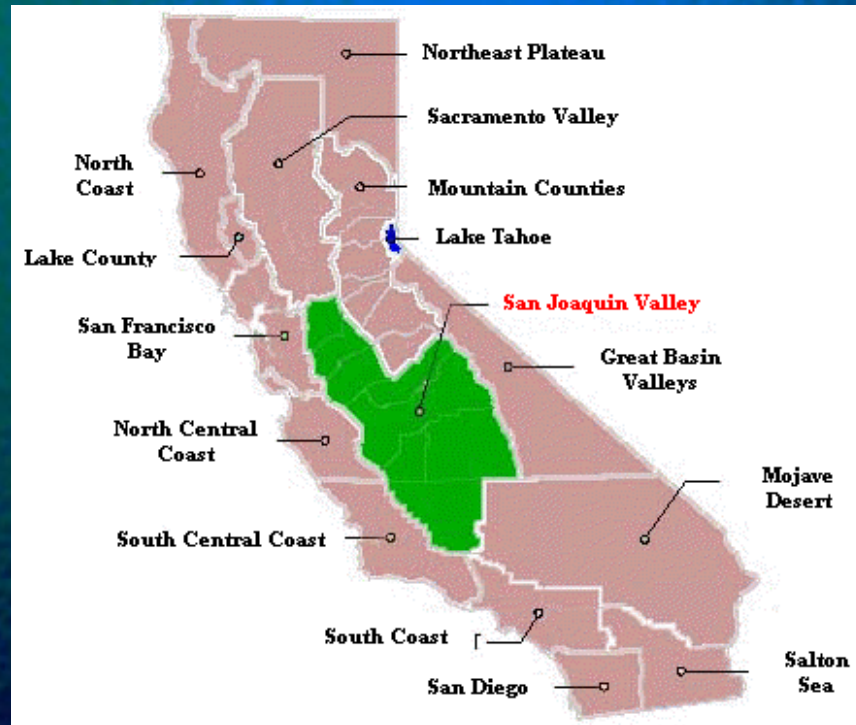 Northeast Plateau
Sacramento Valley
North
Coast
Mountain Counties
Lake Tahoe
Lake County
San Joaquin Valley
San Francisco
Bay
Great Basin
Valleys
North Central
Coast
Mojave
Desert
South Central Coast
South Coast
Salton
Sea
San Diego